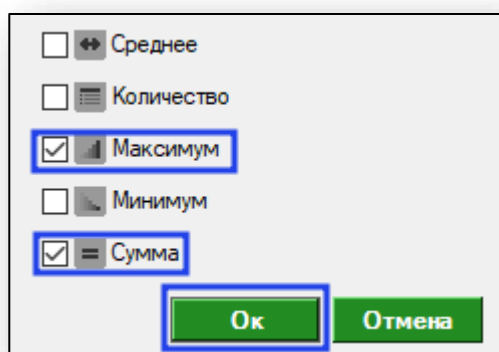 Среднее
Количество
Максимум
Минимум
Сумма
Ок Отмена